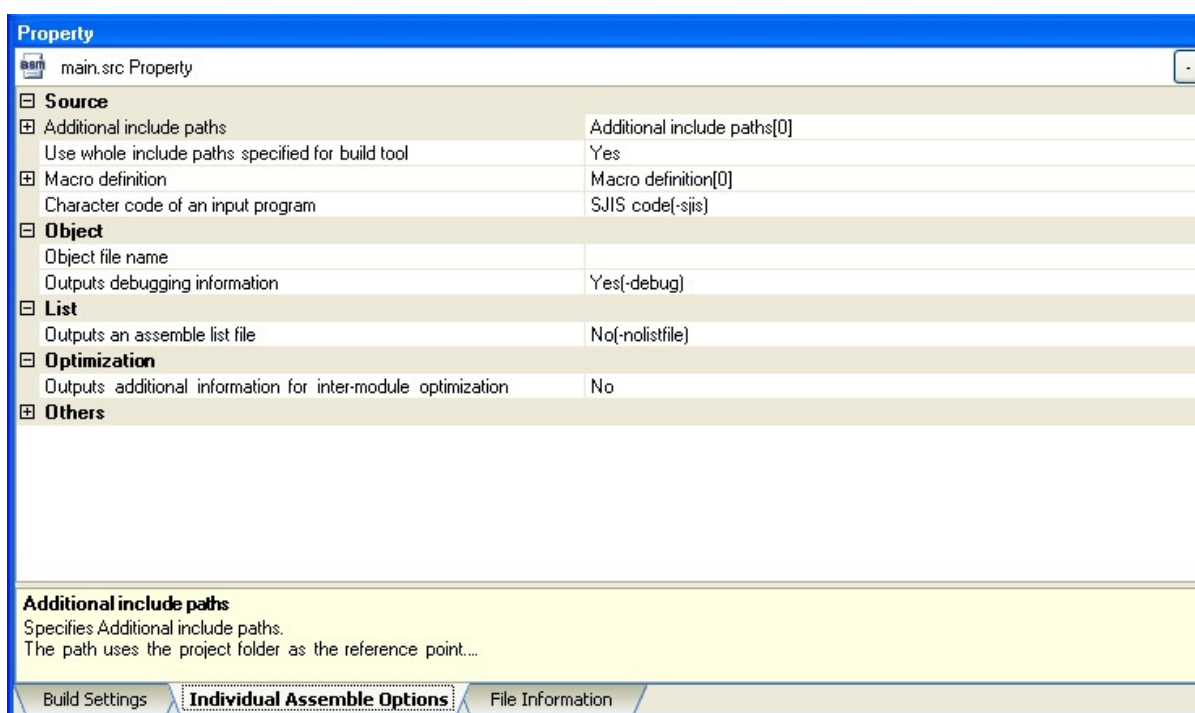 Property
asm main.src Property -
Source
Additional include paths Additional include paths[0]
Use whole include paths specified for build tool Yes
Macro definition Macro definition[0]
Character code of an input program SJIS code(-sjis)
Object
Object file name
Outputs debugging information Yes(-debug)
List
Outputs an assemble list file No(-nolistfile)
Optimization
Outputs additional information for inter-module optimization No
Others
Additional include paths
Specifies Additional include paths.
The path uses the project folder as the reference point....
Build Settings Individual Assemble Options File Information